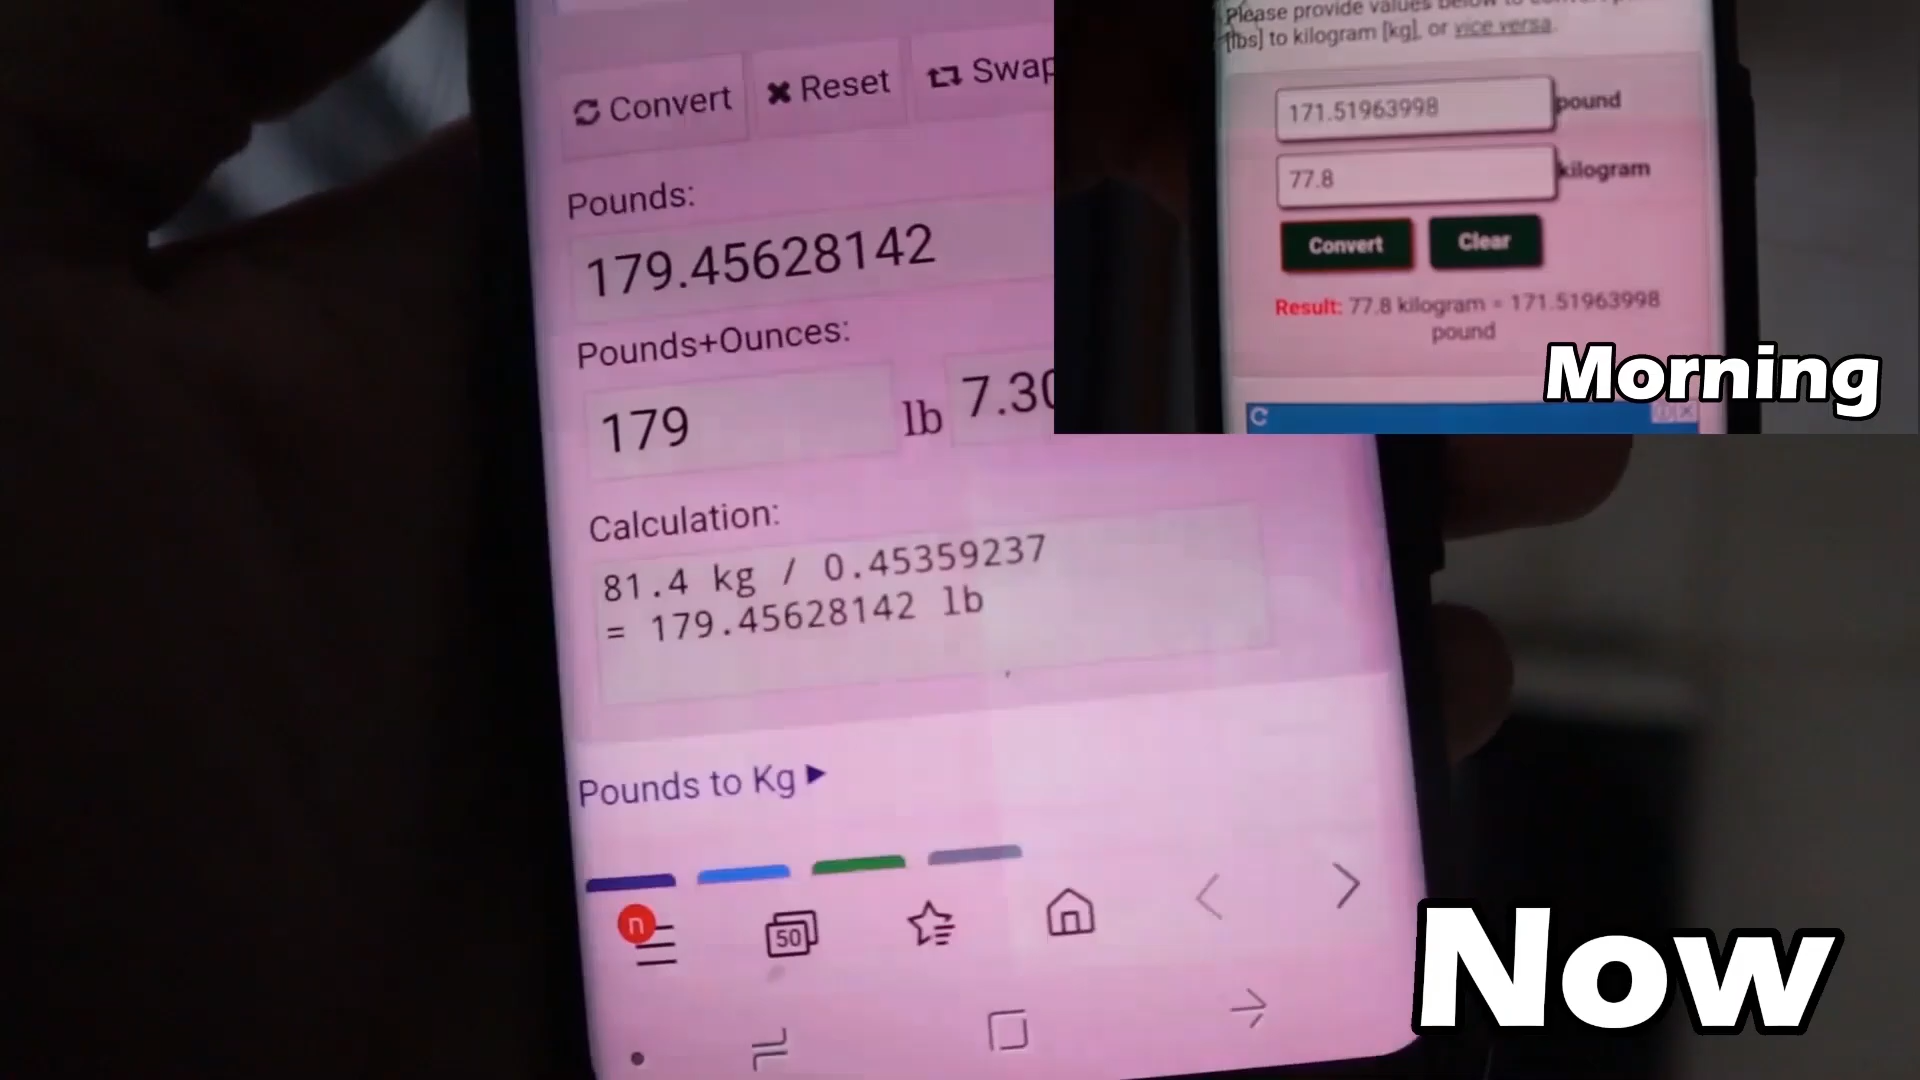 Convert Reset Swap
Pounds:
179.45628142
Pounds+Ounces:
179 lb 7.30
Calculation:
81.4 kg / 0.45359237
= 179.45628142 lb
Pounds to Kg ▶
n
50
Please provide values below to
[lbs] to kilogram [kg], or vice versa.
171.51963998 pound
77.8 kilogram
Convert Clear
Result: 77.8 kilogram = 171.51963998
pound
Morning
Now